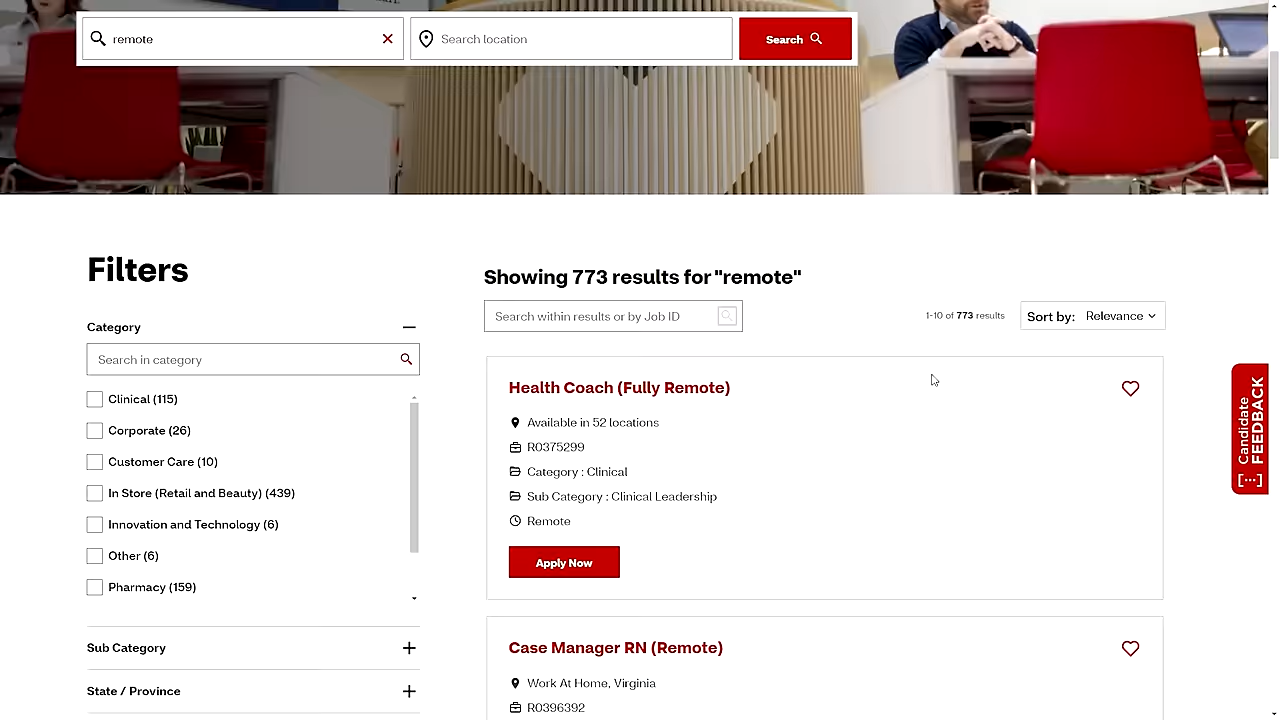 remote
Search location
Search
Filters
Category
Search in category
Clinical (115)
Corporate (26)
Customer Care (10)
In Store (Retail and Beauty) (439)
Innovation and Technology (6)
Other (6)
Pharmacy (159)
Sub Category
State / Province
Showing 773 results for "remote"
Search within results or by Job ID
1-10 of 773 results
Sort by: Relevance
Health Coach (Fully Remote)
Available in 52 locations
R0375299
Category : Clinical
Sub Category : Clinical Leadership
Remote
Apply Now
Case Manager RN (Remote)
Work At Home, Virginia
R0396392
Candidate
FEEDBACK